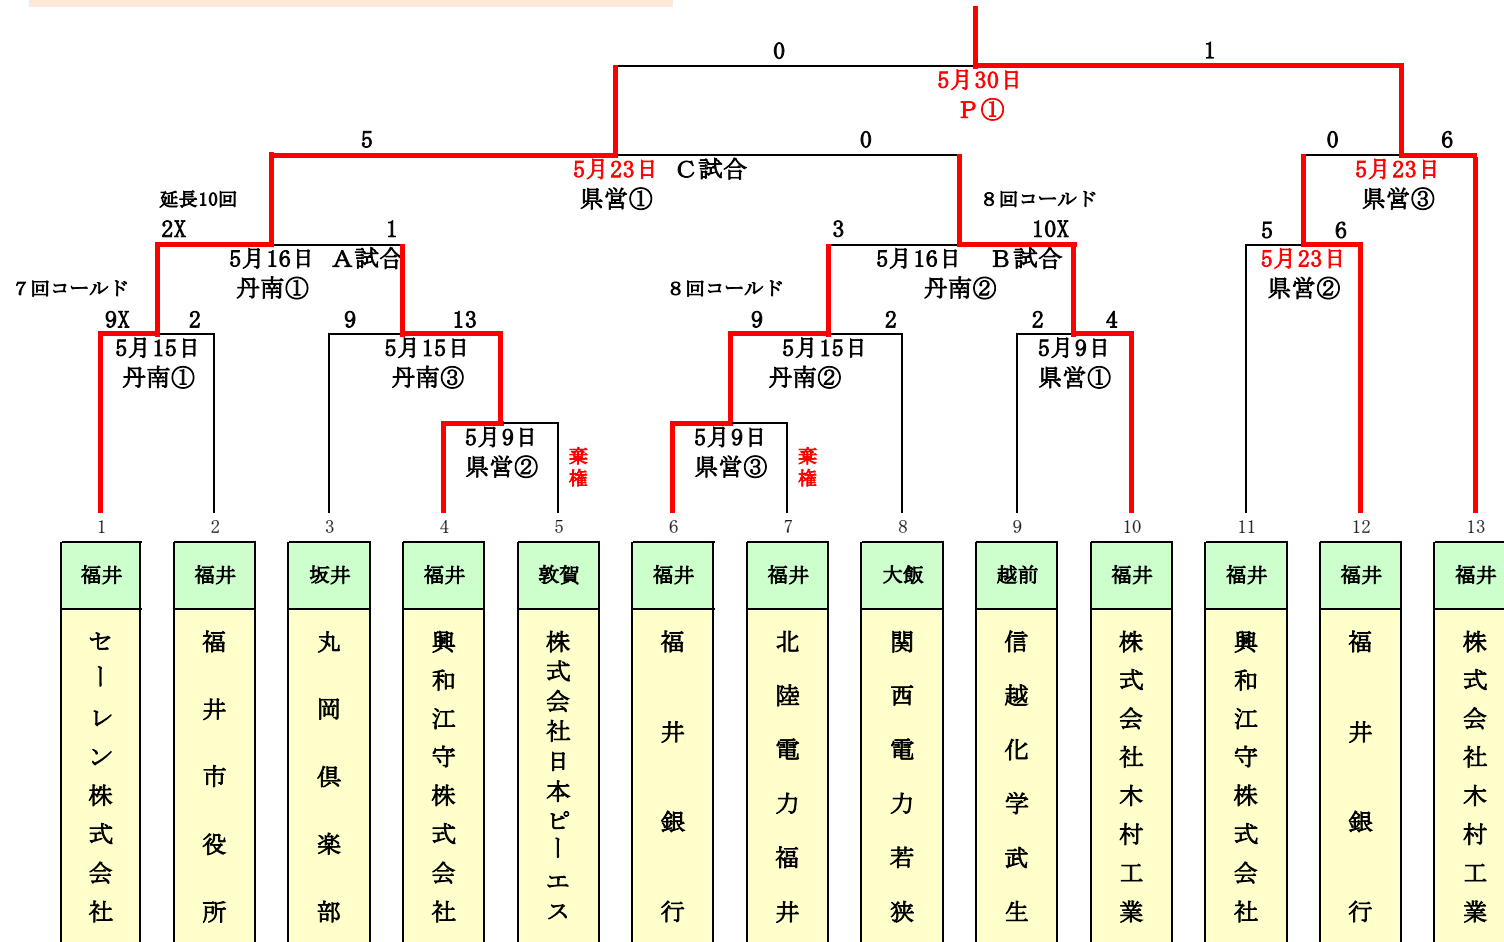 0 1
5月30日
P①
5 0 0 6
5月23日 C試合 5月23日
県営① 県営③
延長10回 8回コールド
2X 1 3 10X 5 6
5月16日 A試合 5月16日 B試合 5月23日
丹南① 丹南② 県営②
7回コールド 8回コールド
9X 2 9 13 9 2 2 4
5月15日 5月15日 5月15日 5月9日
丹南① 丹南③ 丹南② 県営①
5月9日 5月9日
県営② 県営③
棄権 棄権
1 2 3 4 5 6 7 8 9 10 11 12 13
福井 福井 坂井 福井 敦賀 福井 福井 大飯 越前 福井 福井 福井 福井
セーレン株式会社
福井市役所
丸岡倶楽部
興和江守株式会社
株式会社日本ピーエス
福井銀行
北陸電力福井
関西電力若狭
信越化学武生
株式会社木村工業
興和江守株式会社
福井銀行
株式会社木村工業